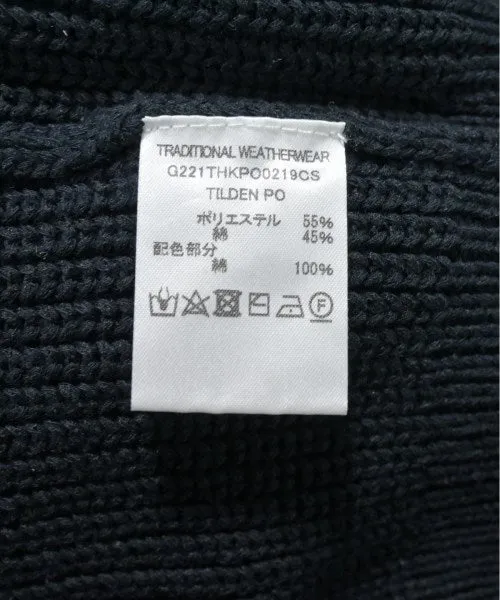 TRADITIONAL WEATHERWEAR
G221THKPO0219CS
TILDEN PO
ポリエステル 55%
綿 45%
配色部分
綿 100%
F